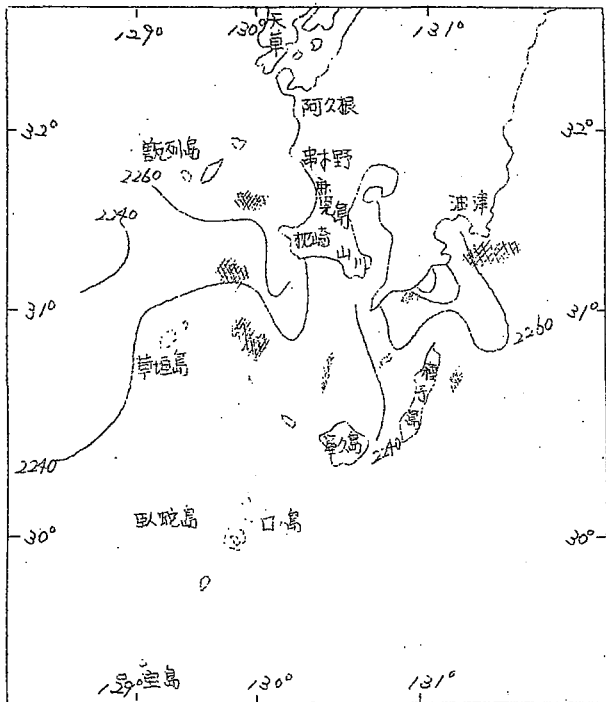 129°
130°
天草
131°
阿久根
32°
32°
甑列島
串木野
2260
鹿児島
油津
2240
枕崎
山川
31°
31°
2260
草垣島
種子島
屋久島
2240
2240
臥蛇島
口ノ島
30°
30°
宝島
129°
130°
131°